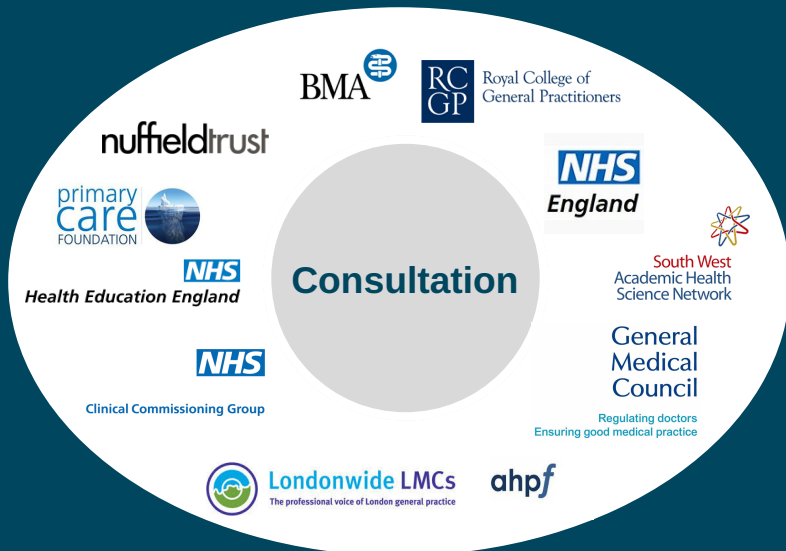 BMA
RC
GP
Royal College of
General Practitioners
nuffieldtrust
NHS
England
primary
care
FOUNDATION
South West
Academic Health
Science Network
NHS
Health Education England
Consultation
General
Medical
Council
Regulating doctors
Ensuring good medical practice
NHS
Clinical Commissioning Group
Londonwide LMCs
The professional voice of London general practice
ahpf